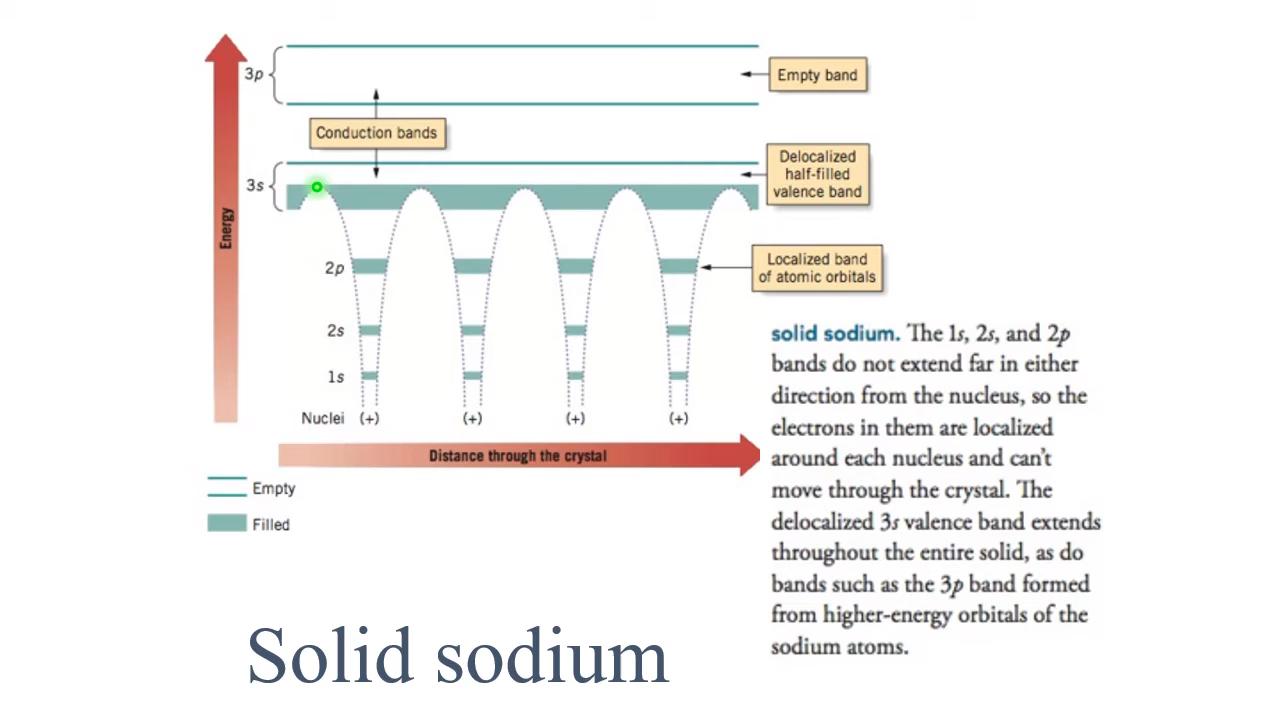 3p
Empty band
Conduction bands
Delocalized
half-filled
valence band
3s
Energy
2p
Localized band
of atomic orbitals
2s
1s
Nuclei (+) (+) (+) (+)
Distance through the crystal
Empty
Filled
solid sodium. The 1s, 2s, and 2p
bands do not extend far in either
direction from the nucleus, so the
electrons in them are localized
around each nucleus and can't
move through the crystal. The
delocalized 3s valence band extends
throughout the entire solid, as do
bands such as the 3p band formed
from higher-energy orbitals of the
sodium atoms.
Solid sodium